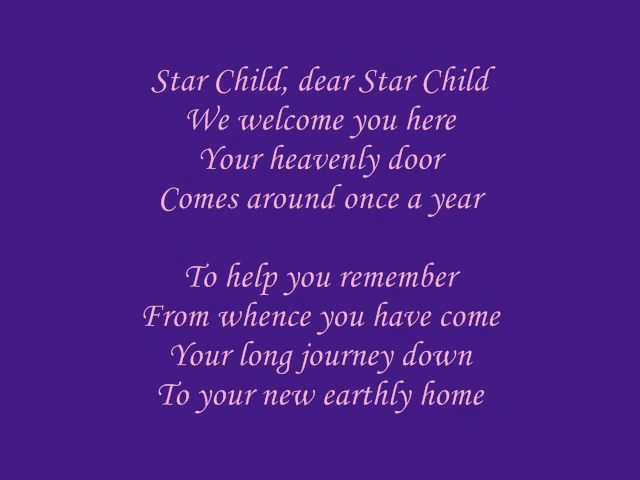 Star Child, dear Star Child
We welcome you here
Your heavenly door
Comes around once a year
To help you remember
From whence you have come
Your long journey down
To your new earthly home